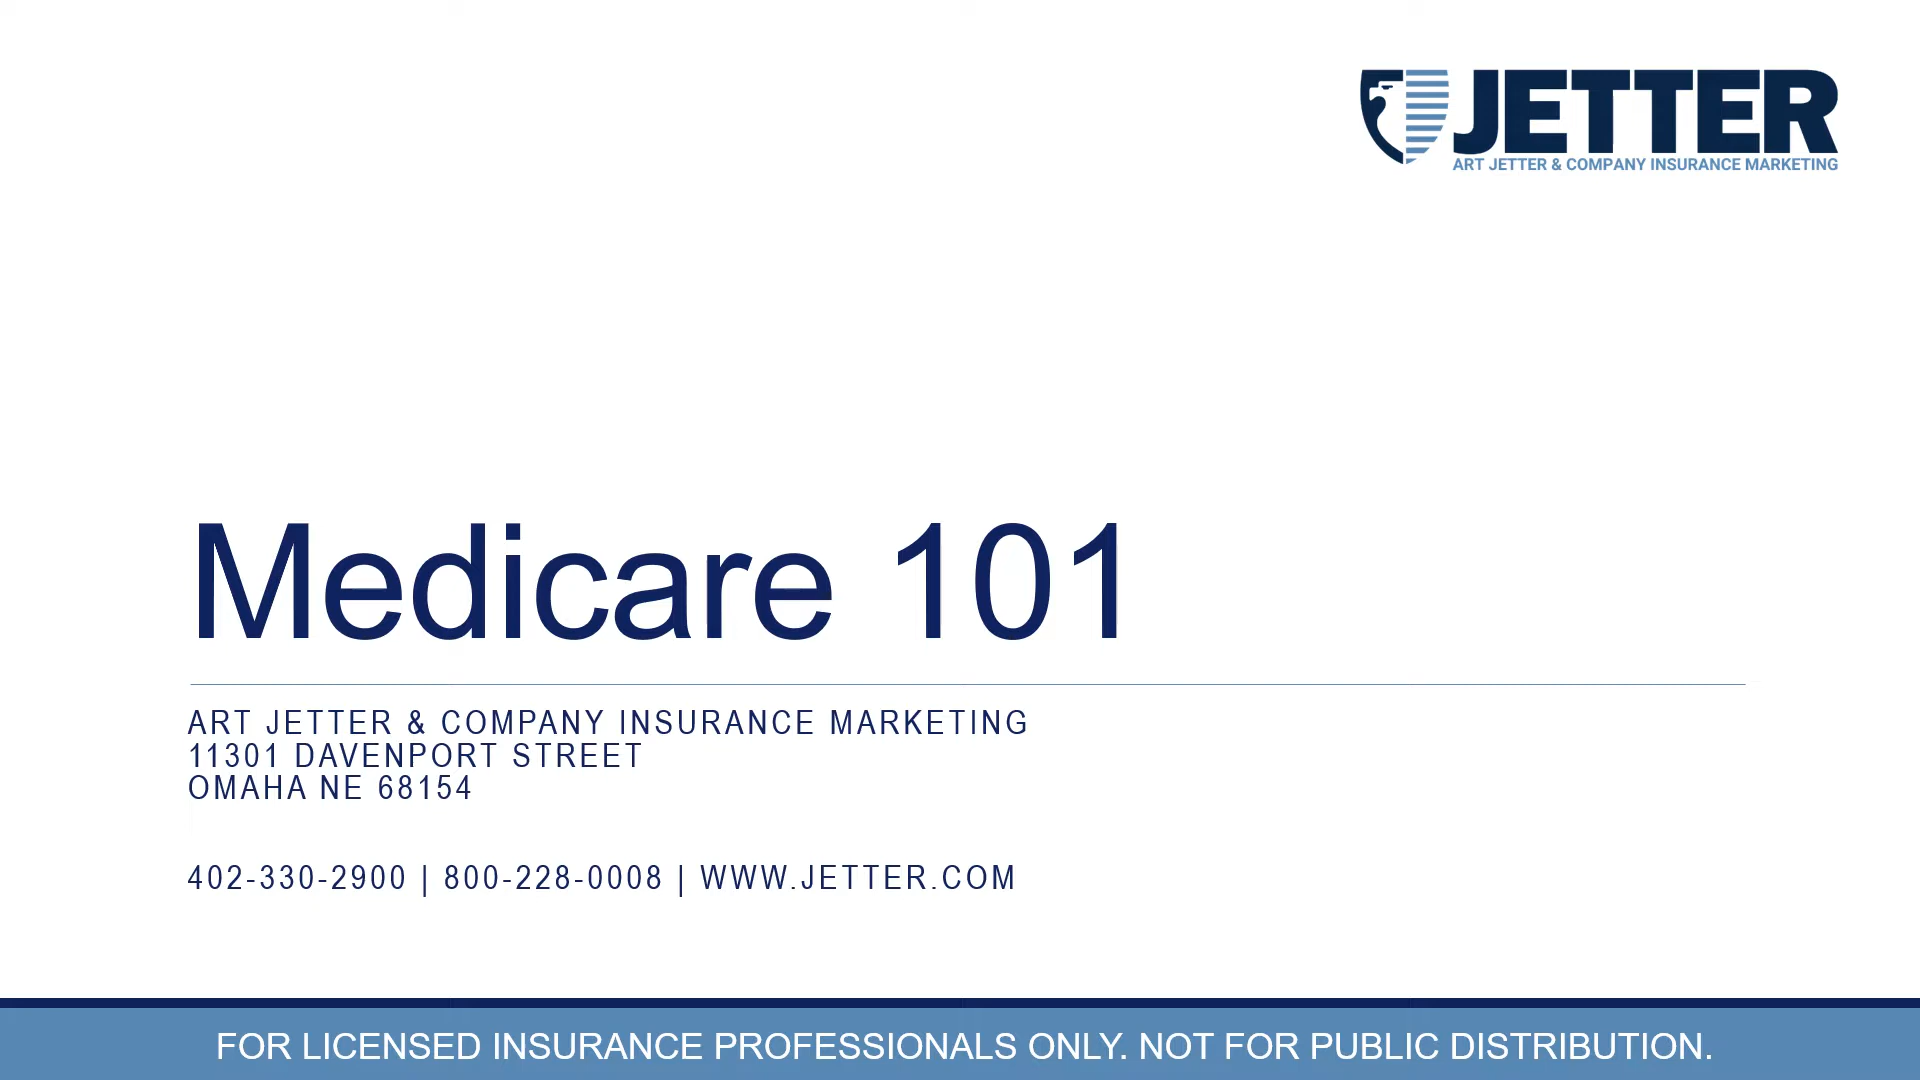 JETTER
ART JETTER & COMPANY INSURANCE MARKETING
Medicare 101
ART JETTER & COMPANY INSURANCE MARKETING
11301 DAVENPORT STREET
OMAHA NE 68154
402-330-2900 | 800-228-0008 | WWW.JETTER.COM
FOR LICENSED INSURANCE PROFESSIONALS ONLY. NOT FOR PUBLIC DISTRIBUTION.